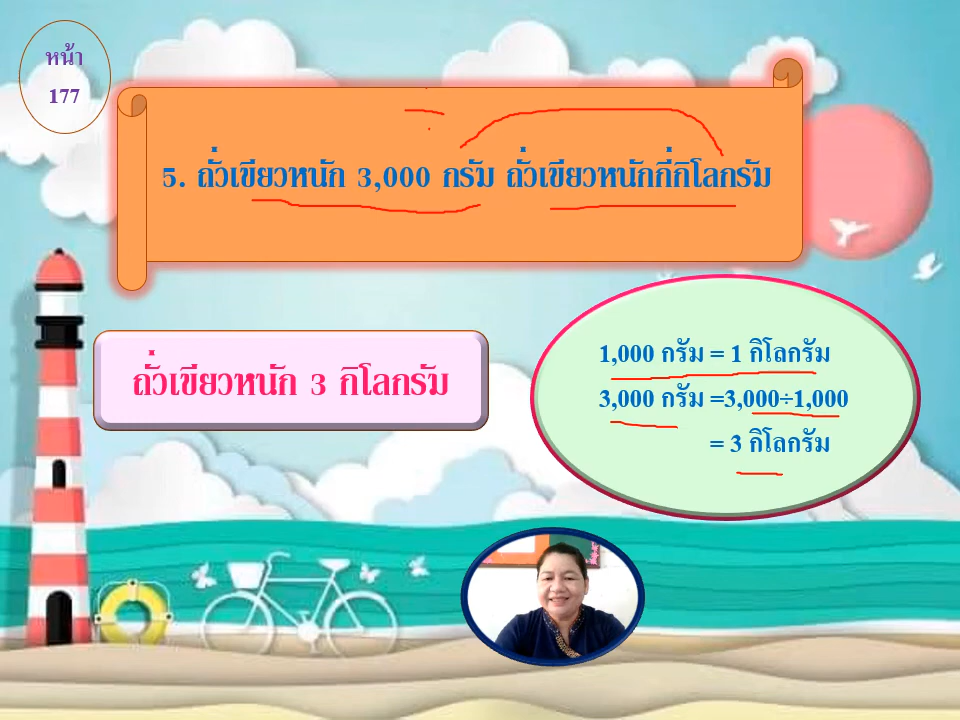 หน้า
177
5. ถั่วเขียวหนัก 3,000 กรัม ถั่วเขียวหนักกี่กิโลกรัม
ถั่วเขียวหนัก 3 กิโลกรัม
1,000 กรัม = 1 กิโลกรัม
3,000 กรัม =3,000÷1,000
= 3 กิโลกรัม